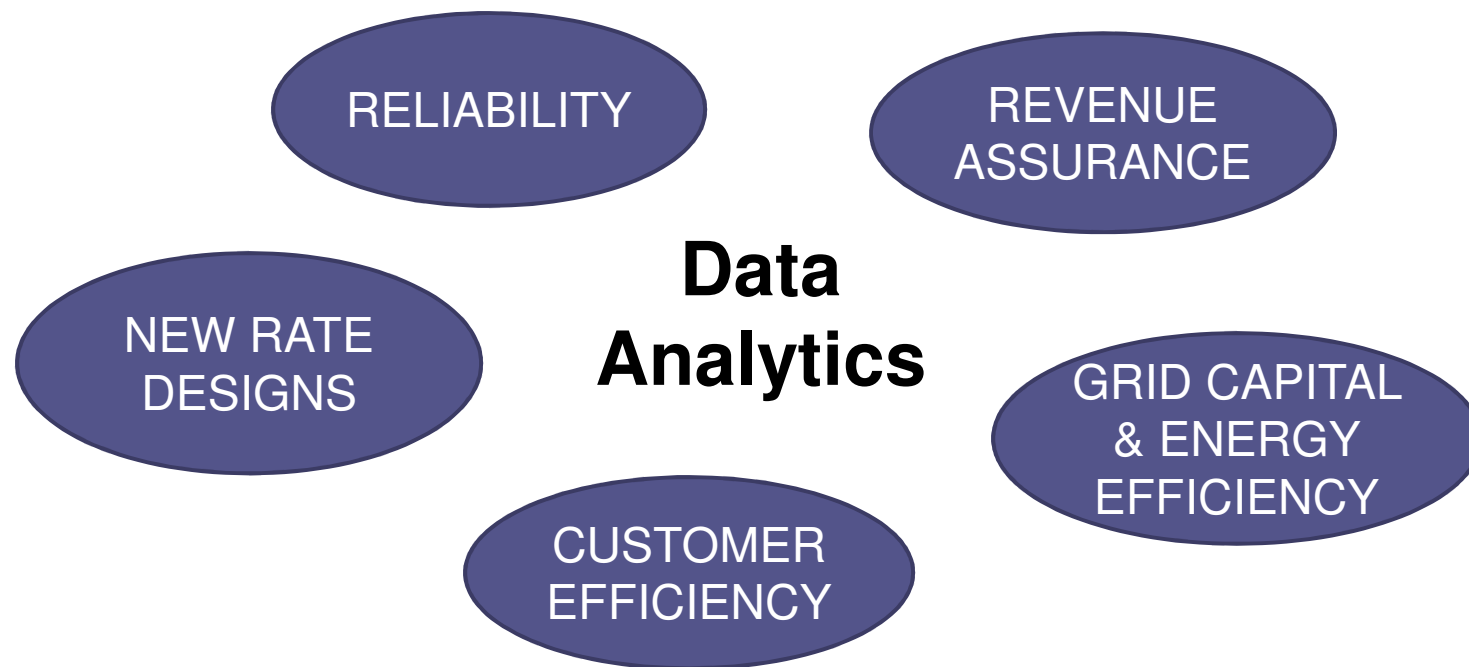 RELIABILITY
REVENUE
ASSURANCE
Data
Analytics
NEW RATE
DESIGNS
GRID CAPITAL
& ENERGY
EFFICIENCY
CUSTOMER
EFFICIENCY